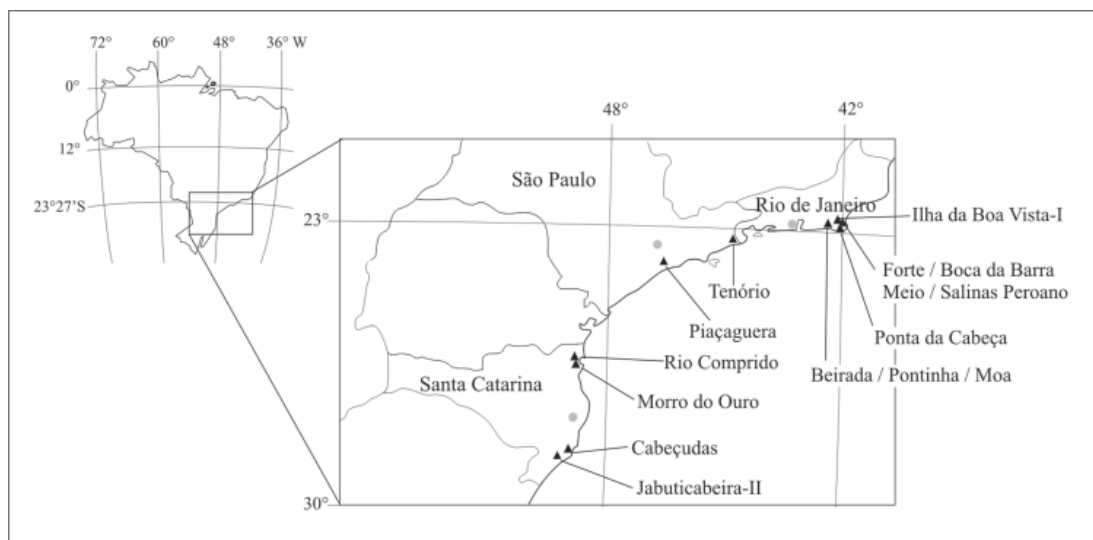 72°
60°
48°
36° W
0°
12°
23°27'S
48°
42°
São Paulo
23°
Rio de Janeiro
Ilha da Boa Vista-I
Forte / Boca da Barra
Meio / Salinas Peroano
Tenório
Piaçaguera
Ponta da Cabeça
Rio Comprido
Beirada / Pontinha / Moa
Santa Catarina
Morro do Ouro
Cabeçudas
Jabuticabeira-II
30°